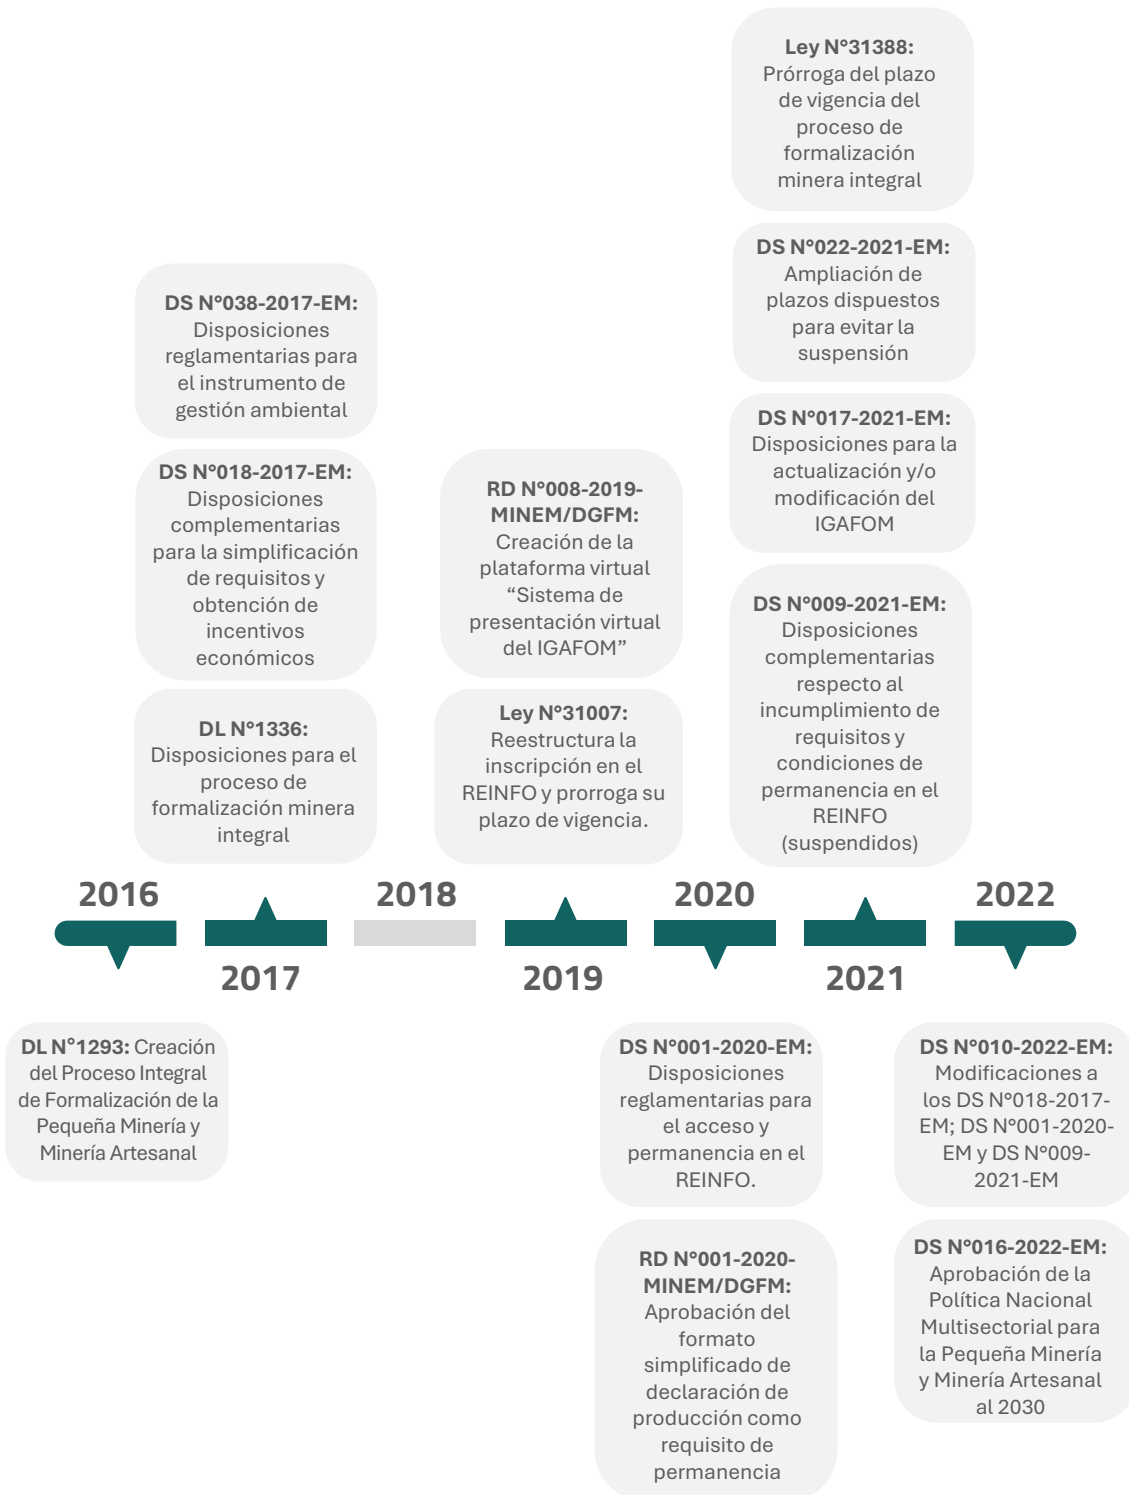 Ley N°31388:
Prórroga del plazo
de vigencia del
proceso de
formalización
minera integral
DS N°022-2021-EM:
Ampliación de
plazos dispuestos
para evitar la
suspensión
DS N°038-2017-EM:
Disposiciones
reglamentarias para
el instrumento de
gestión ambiental
DS N°017-2021-EM:
Disposiciones para la
actualización y/o
modificación del
IGAFOM
DS N°018-2017-EM:
Disposiciones
complementarias
para la simplificación
de requisitos y
obtención de
incentivos
económicos
RD N°008-2019-
MINEM/DGFM:
Creación de la
plataforma virtual
“Sistema de
presentación virtual
del IGAFOM”
DS N°009-2021-EM:
Disposiciones
complementarias
respecto al
incumplimiento de
requisitos y
condiciones de
permanencia en el
REINFO
(suspendidos)
DL N°1336:
Disposiciones para el
proceso de
formalización minera
integral
Ley N°31007:
Reestructura la
inscripción en el
REINFO y prorroga su
plazo de vigencia.
2016
2018
2020
2022
2017
2019
2021
DL N°1293: Creación
del Proceso Integral
de Formalización de la
Pequeña Minería y
Minería Artesanal
DS N°001-2020-EM:
Disposiciones
reglamentarias para
el acceso y
permanencia en el
REINFO.
DS N°010-2022-EM:
Modificaciones a
los DS N°018-2017-
EM; DS N°001-2020-
EM y DS N°009-
2021-EM
RD N°001-2020-
MINEM/DGFM:
Aprobación del
formato
simplificado de
declaración de
producción como
requisito de
permanencia
DS N°016-2022-EM:
Aprobación de la
Política Nacional
Multisectorial para
la Pequeña Minería
y Minería Artesanal
al 2030